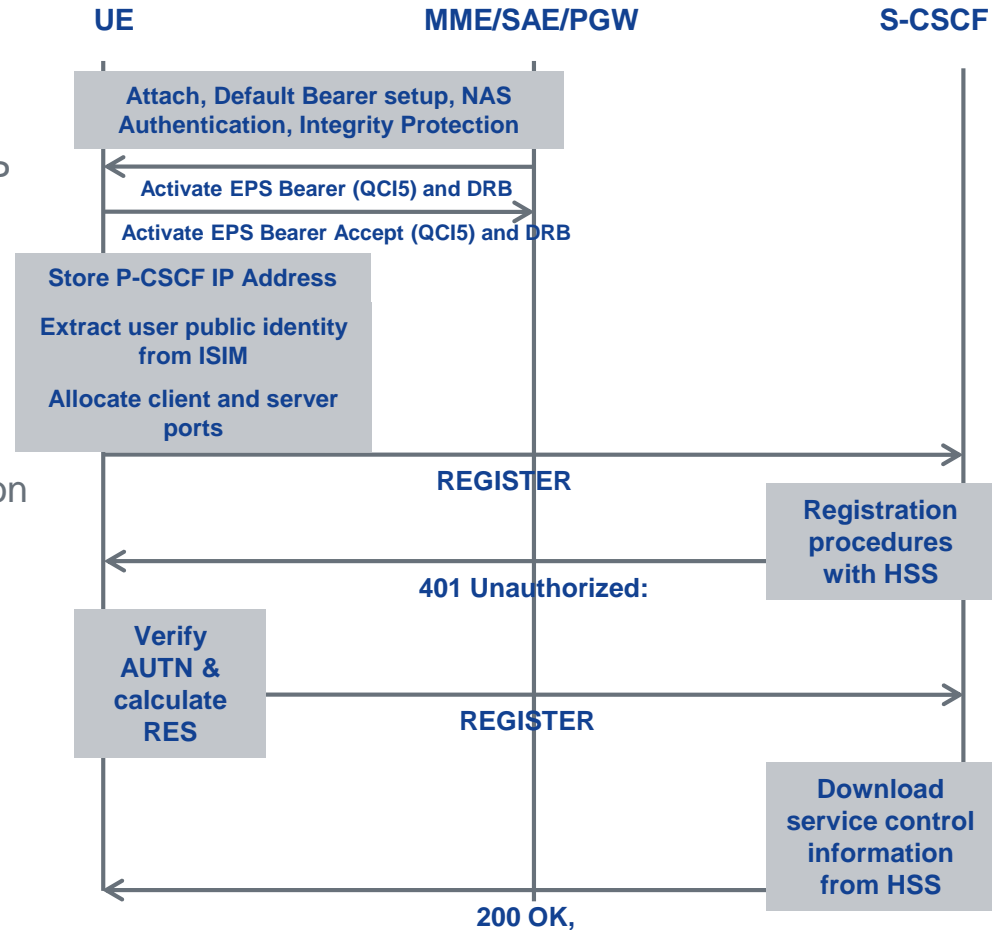 UE
MME/SAE/PGW
S-CSCF
Attach, Default Bearer setup, NAS
Authentication, Integrity Protection
Activate EPS Bearer (QCI5) and DRB
Activate EPS Bearer Accept (QCI5) and DRB
Store P-CSCF IP Address
Extract user public identity
from ISIM
Allocate client and server
ports
REGISTER
Registration
procedures
with HSS
401 Unauthorized:
Verify
AUTN &
calculate
RES
REGISTER
Download
service control
information
from HSS
200 OK,